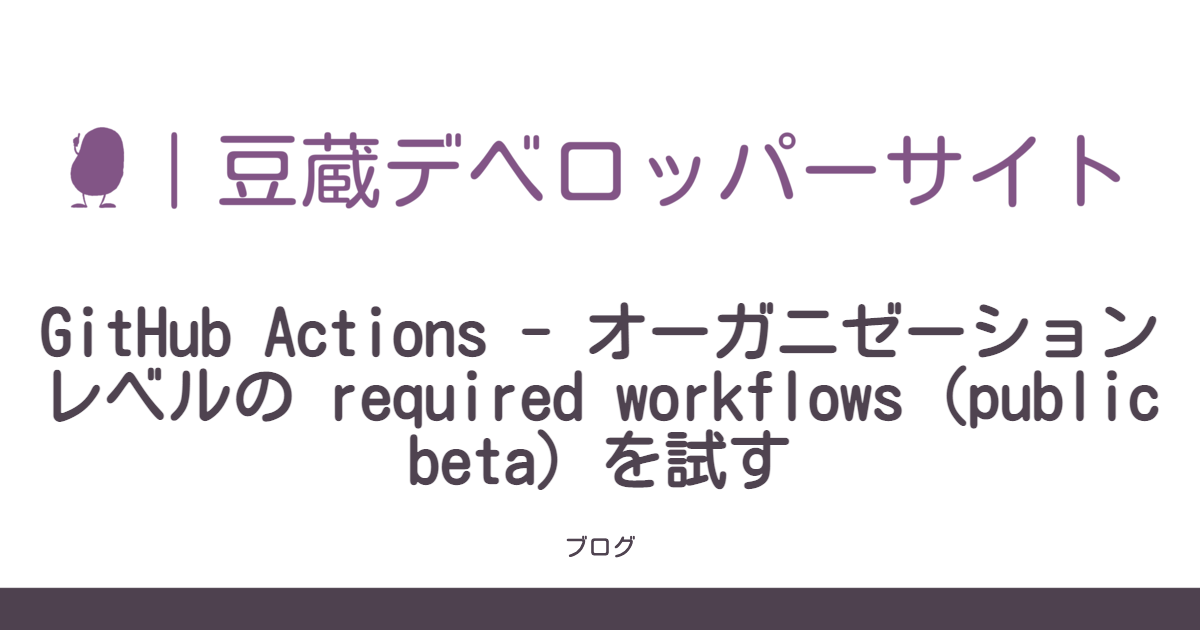 |豆蔵デベロッパーサイト
GitHub Actions - オーガニゼーション
レベルの required workflows (public
beta) を試す
ブログ